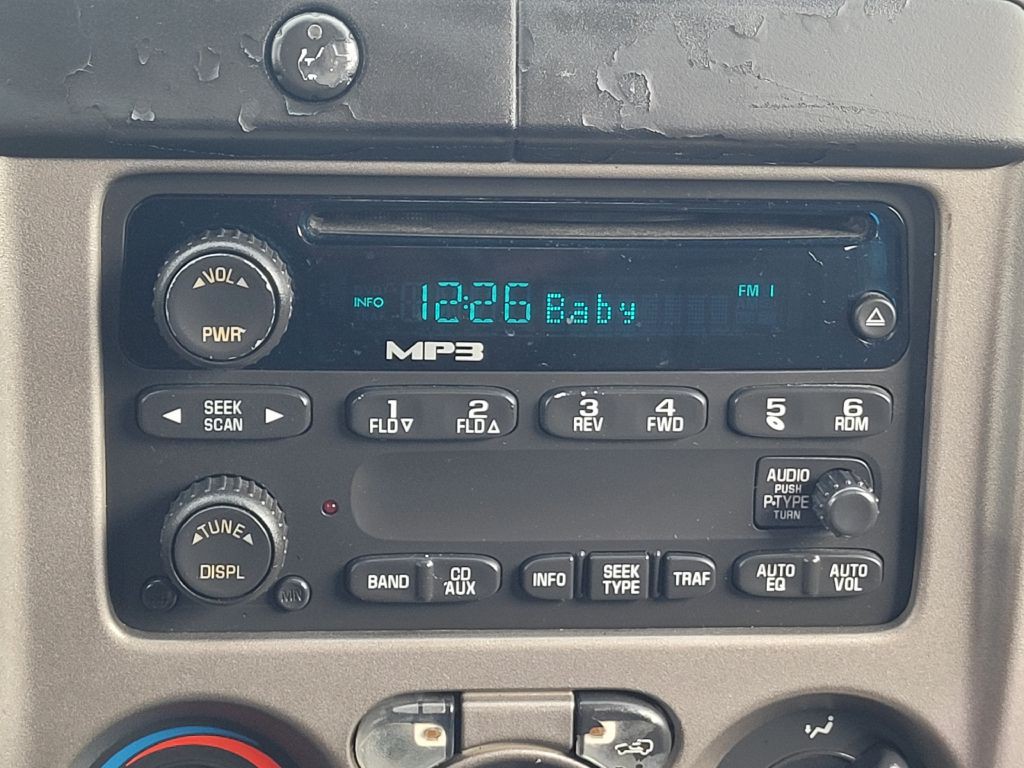 VOL
PWR
INFO 12:26 Baby FM 1
MP3
SEEK
SCAN
1 2
FLD FLD
3 4
REV FWD
5 6
RDM
TUNE
DISPL
MN
AUDIO
PUSH
P-TYPE
TURN
BAND
CD
AUX
INFO
SEEK
TYPE
TRAF
AUTO
EQ
AUTO
VOL